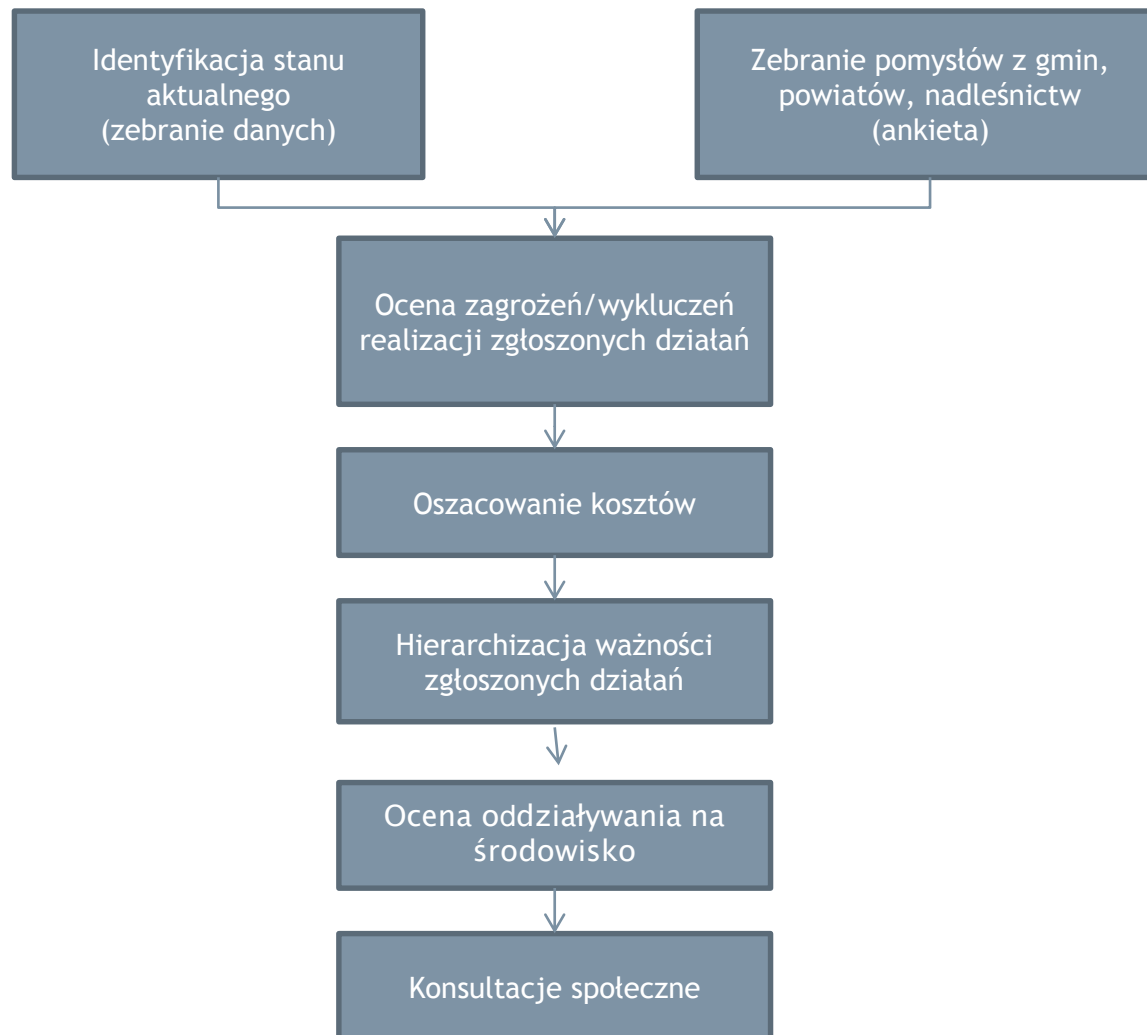 Identyfikacja stanu
aktualnego
(zebranie danych)
Zebranie pomysłów z gmin,
powiatów, nadleśnictw
(ankieta)
Ocena zagrożeń/wykluczeń
realizacji zgłoszonych działań
Oszacowanie kosztów
Hierarchizacja ważności
zgłoszonych działań
Ocena oddziaływania na
środowisko
Konsultacje społeczne